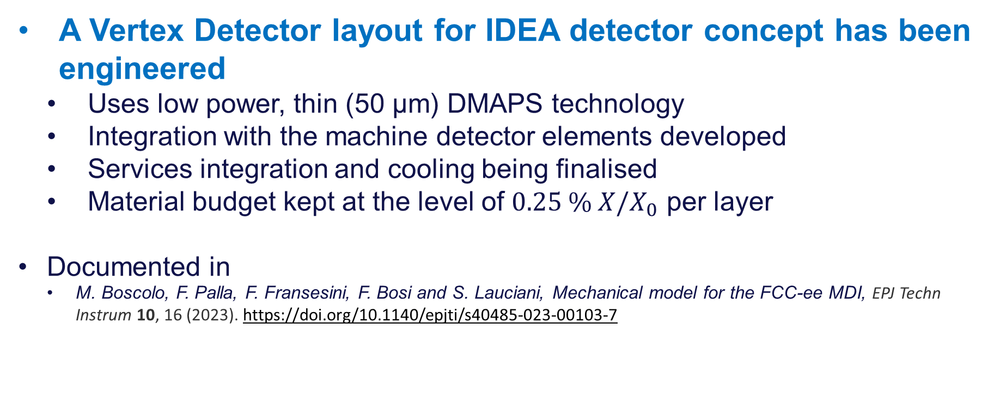 • A Vertex Detector layout for IDEA detector concept has been
engineered
• Uses low power, thin (50 μm) DMAPS technology
• Integration with the machine detector elements developed
• Services integration and cooling being finalised
• Material budget kept at the level of 0.25 % X/X₀ per layer
• Documented in
• M. Boscolo, F. Palla, F. Fransesini, F. Bosi and S. Lauciani, Mechanical model for the FCC-ee MDI, EPJ Techn
Instrum 10, 16 (2023). https://doi.org/10.1140/epjti/s40485-023-00103-7